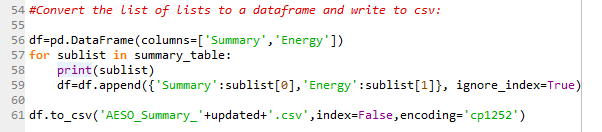 54 #Convert the list of lists to a dataframe and write to csv:
55
56 df=pd.DataFrame(columns=['Summary','Energy'])
57 for sublist in summary_table:
58     print(sublist)
59     df=df.append({'Summary':sublist[0],'Energy':sublist[1]}, ignore_index=True)
60
61 df.to_csv('AESO_Summary_'+updated+'.csv',index=False,encoding='cp1252')